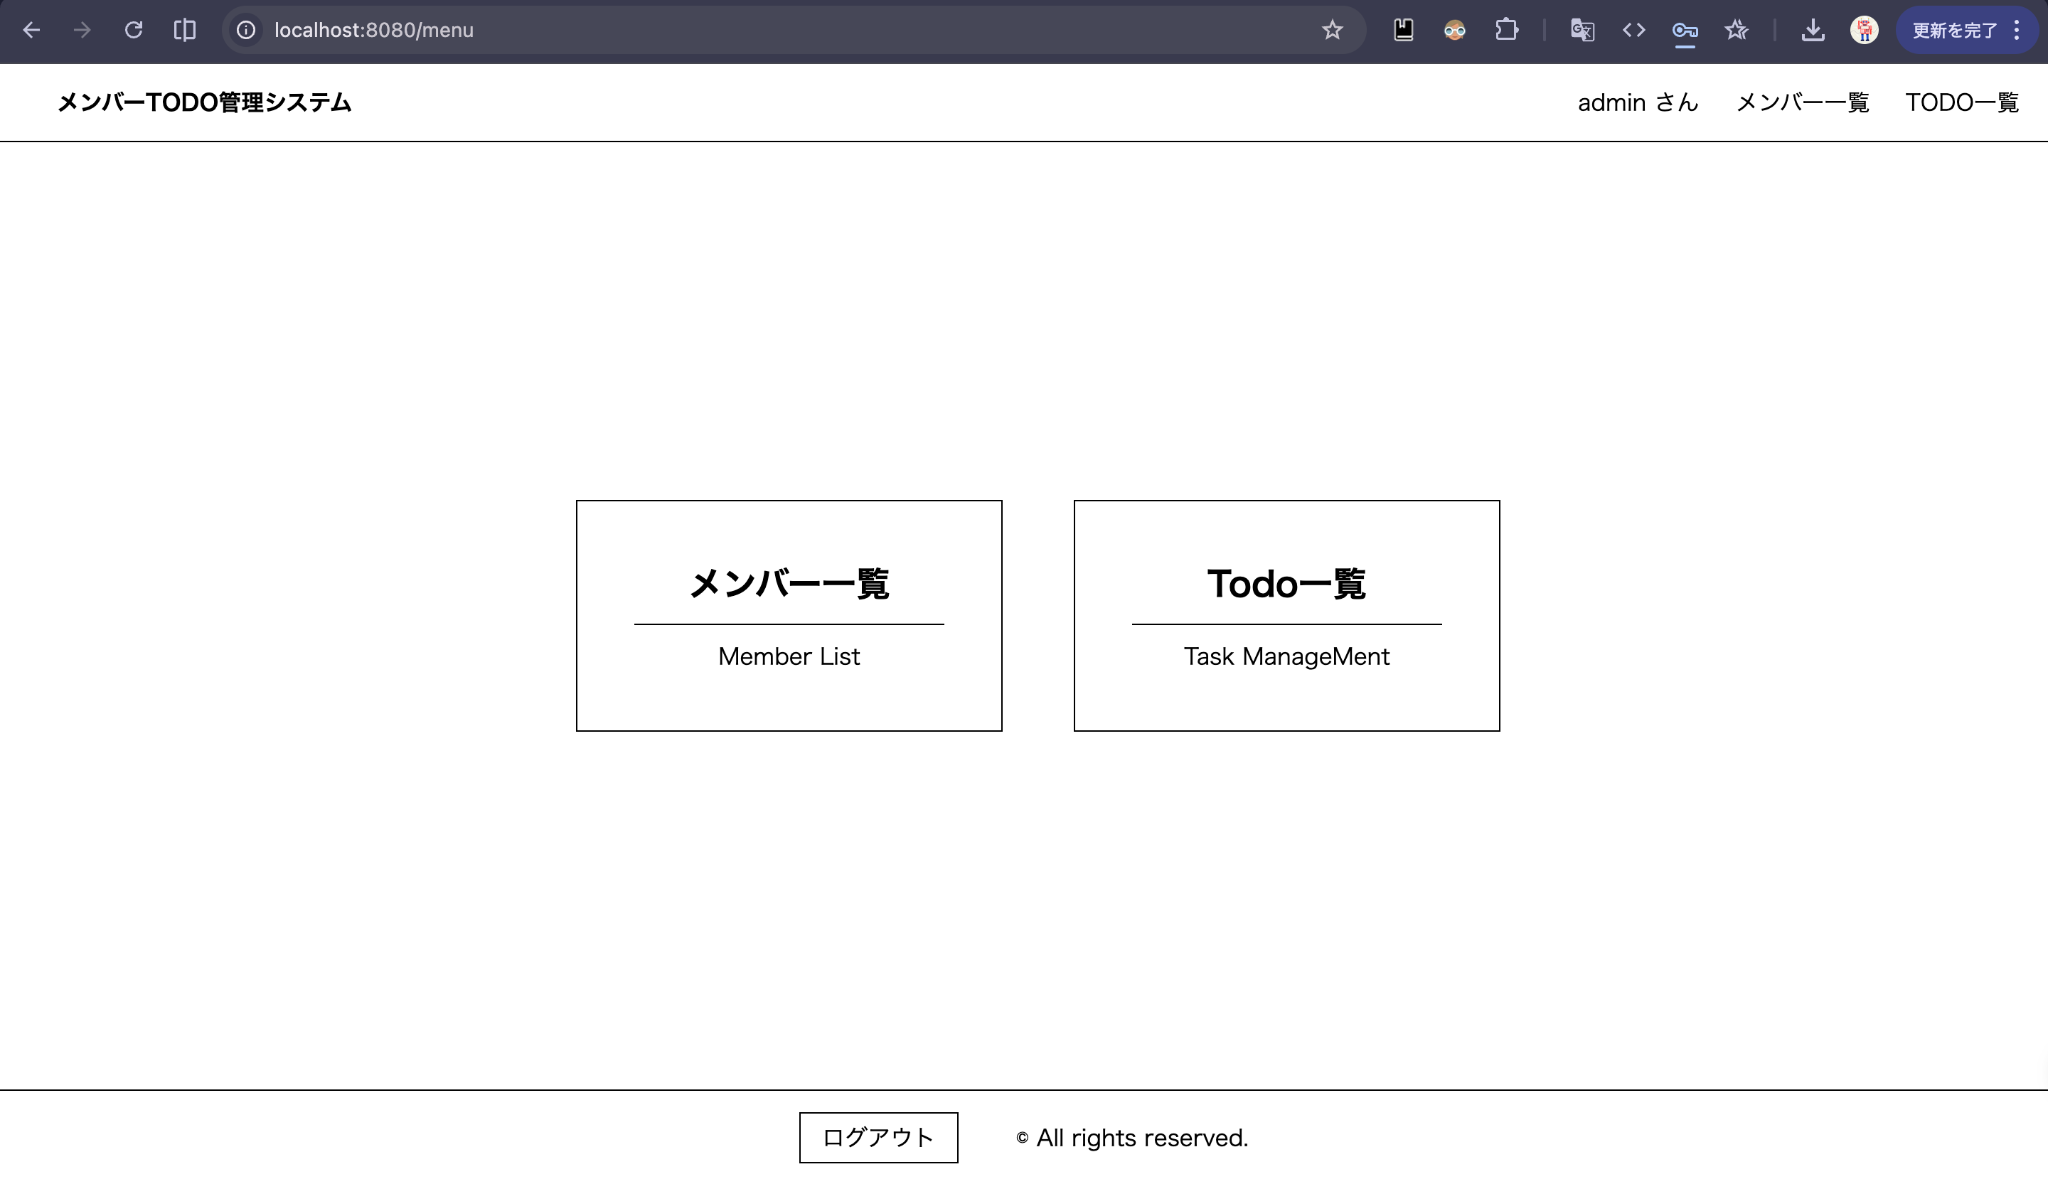 localhost:8080/menu
更新を完了
メンバーTODO管理システム
admin さん
メンバー一覧
TODO一覧
メンバー一覧
Member List
Todo一覧
Task ManageMent
ログアウト
© All rights reserved.